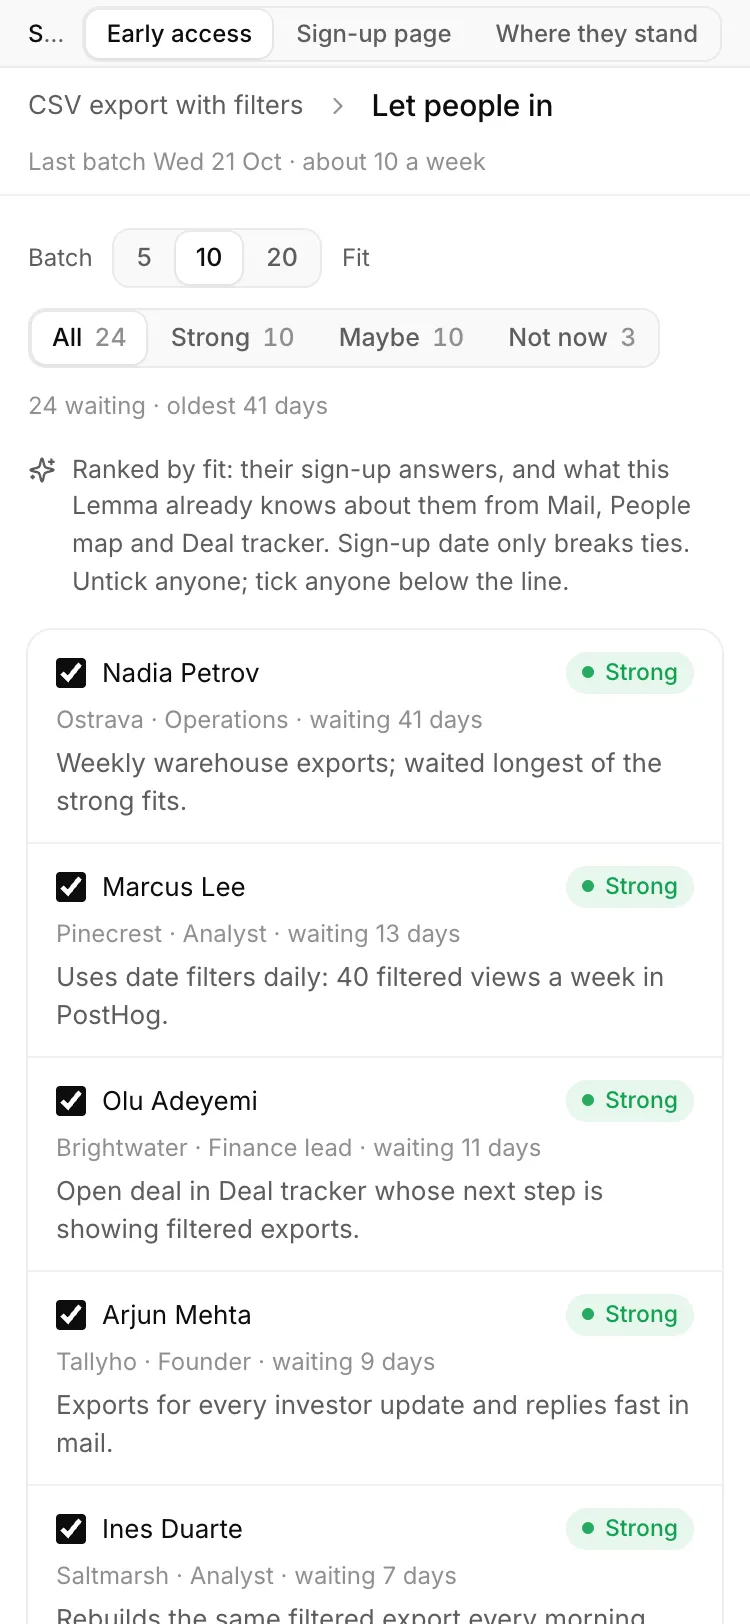 S...
Early access
Sign-up page
Where they stand
CSV export with filters
Let people in
Last batch Wed 21 Oct · about 10 a week
Batch
5
10
20
Fit
All 24
Strong 10
Maybe 10
Not now 3
24 waiting · oldest 41 days
Ranked by fit: their sign-up answers, and what this
Lemma already knows about them from Mail, People
map and Deal tracker. Sign-up date only breaks ties.
Untick anyone; tick anyone below the line.
Nadia Petrov
Strong
Ostrava · Operations · waiting 41 days
Weekly warehouse exports; waited longest of the
strong fits.
Marcus Lee
Strong
Pinecrest · Analyst · waiting 13 days
Uses date filters daily: 40 filtered views a week in
PostHog.
Olu Adeyemi
Strong
Brightwater · Finance lead · waiting 11 days
Open deal in Deal tracker whose next step is
showing filtered exports.
Arjun Mehta
Strong
Tallyho · Founder · waiting 9 days
Exports for every investor update and replies fast in
mail.
Ines Duarte
Strong
Saltmarsh · Analyst · waiting 7 days
Rebuilds the same filtered export every morning